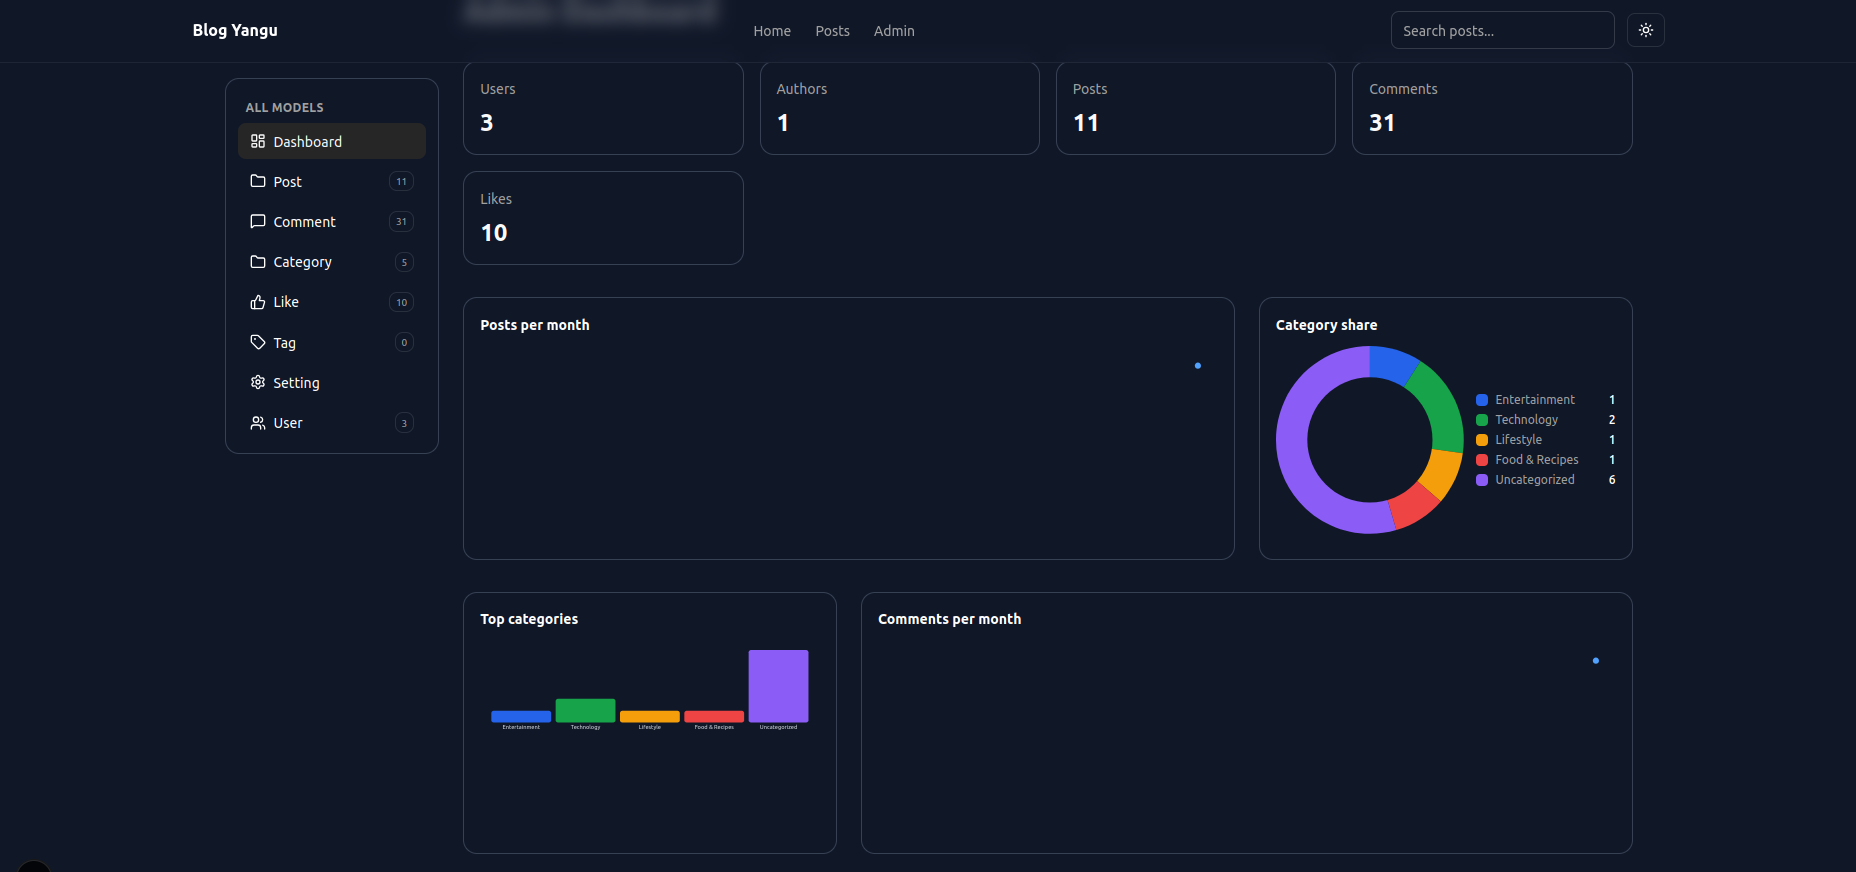 Admin Dashboard
Blog Yangu
Home
Posts
Admin
Search posts...
ALL MODELS
Dashboard
Post 11
Comment 31
Category 5
Like 10
Tag 0
Setting
User 3
Users
3
Authors
1
Posts
11
Comments
31
Likes
10
Posts per month
Category share
Entertainment 1
Technology 2
Lifestyle 1
Food & Recipes 1
Uncategorized 6
Top categories
Entertainment
Technology
Lifestyle
Food & Recipes
Uncategorized
Comments per month